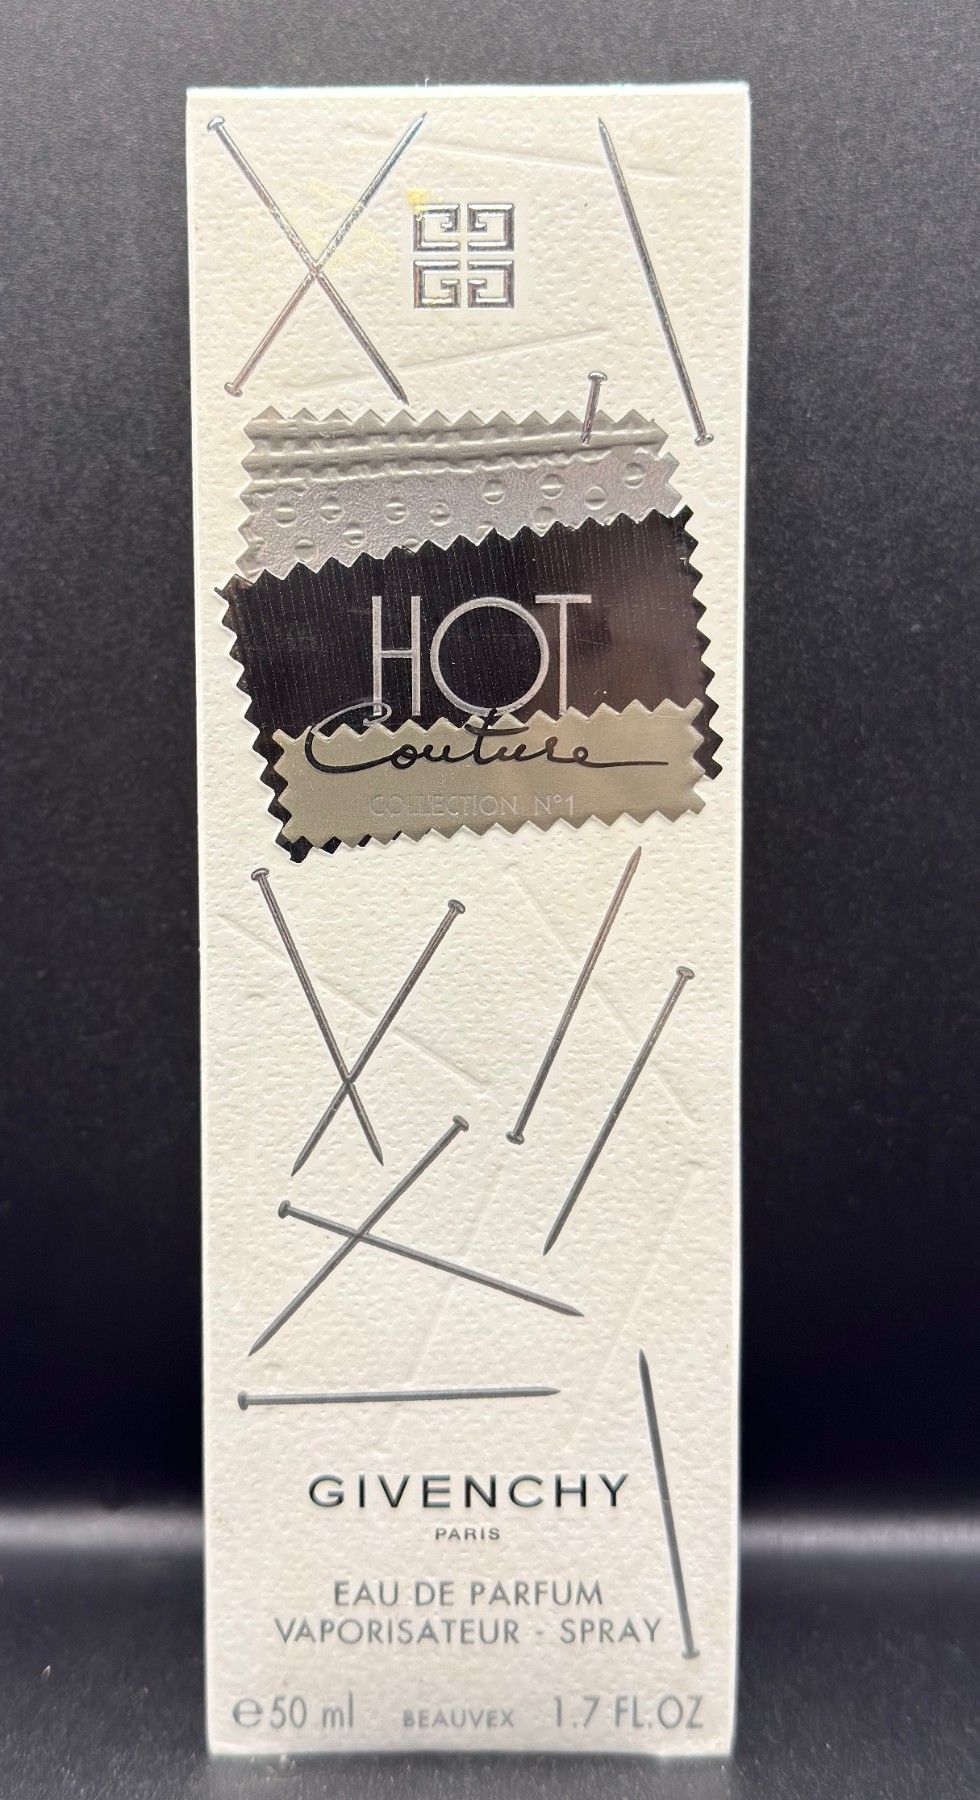 HOT
Couture
COLLECTION N°1
GIVENCHY
PARIS
EAU DE PARFUM
VAPORISATEUR - SPRAY
℮50 ml BEAUVEX 1.7 FL.OZ